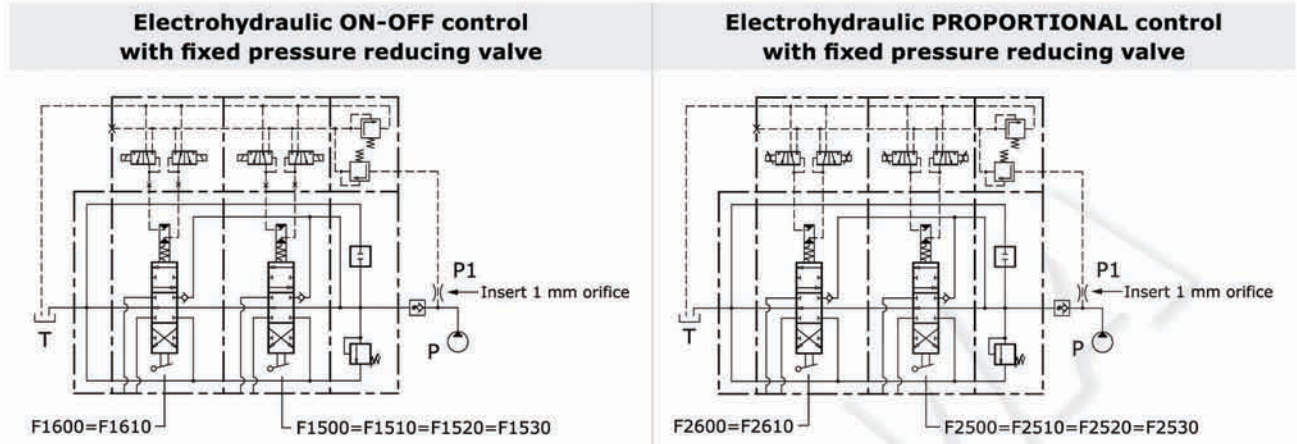 Electrohydraulic ON-OFF control
with fixed pressure reducing valve
P1
Insert 1 mm orifice
T
P
F1600=F1610
F1500=F1510=F1520=F1530
Electrohydraulic PROPORTIONAL control
with fixed pressure reducing valve
P1
Insert 1 mm orifice
T
P
F2600=F2610
F2500=F2510=F2520=F2530